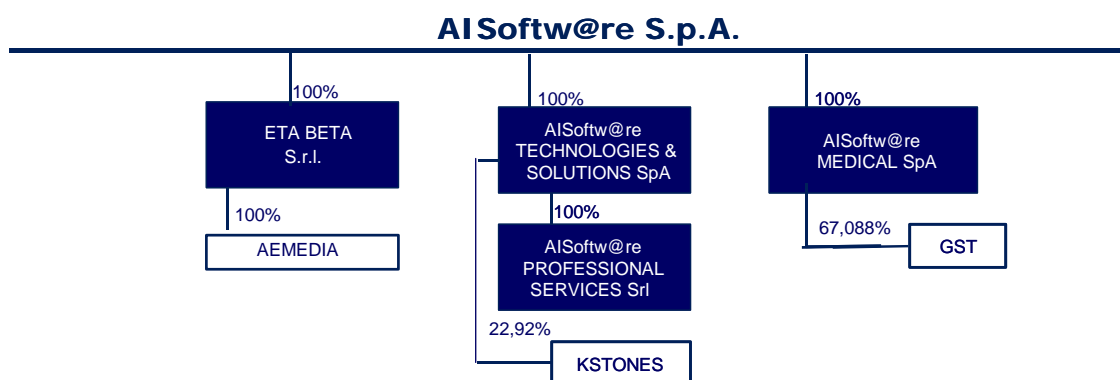 AISoftw@re S.p.A.
100%
100%
100%
ETA BETA
S.r.l.
AISoftw@re
TECHNOLOGIES &
SOLUTIONS SpA
AISoftw@re
MEDICAL SpA
100%
100%
67,088%
AEMEDIA
AISoftw@re
PROFESSIONAL
SERVICES Srl
GST
22,92%
KSTONES